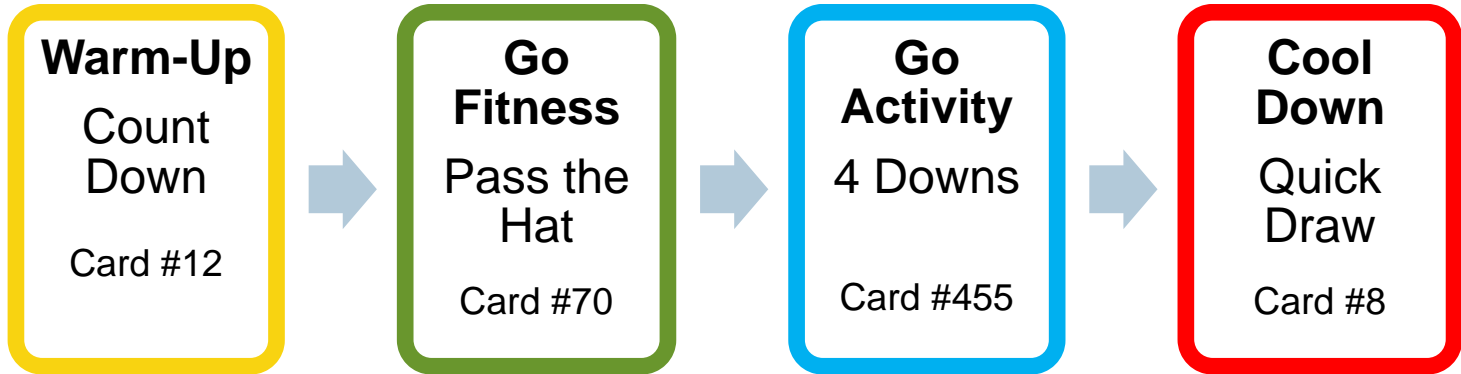 Warm-Up
Count
Down
Card #12
Go
Fitness
Pass the
Hat
Card #70
Go
Activity
4 Downs
Card #455
Cool
Down
Quick
Draw
Card #8